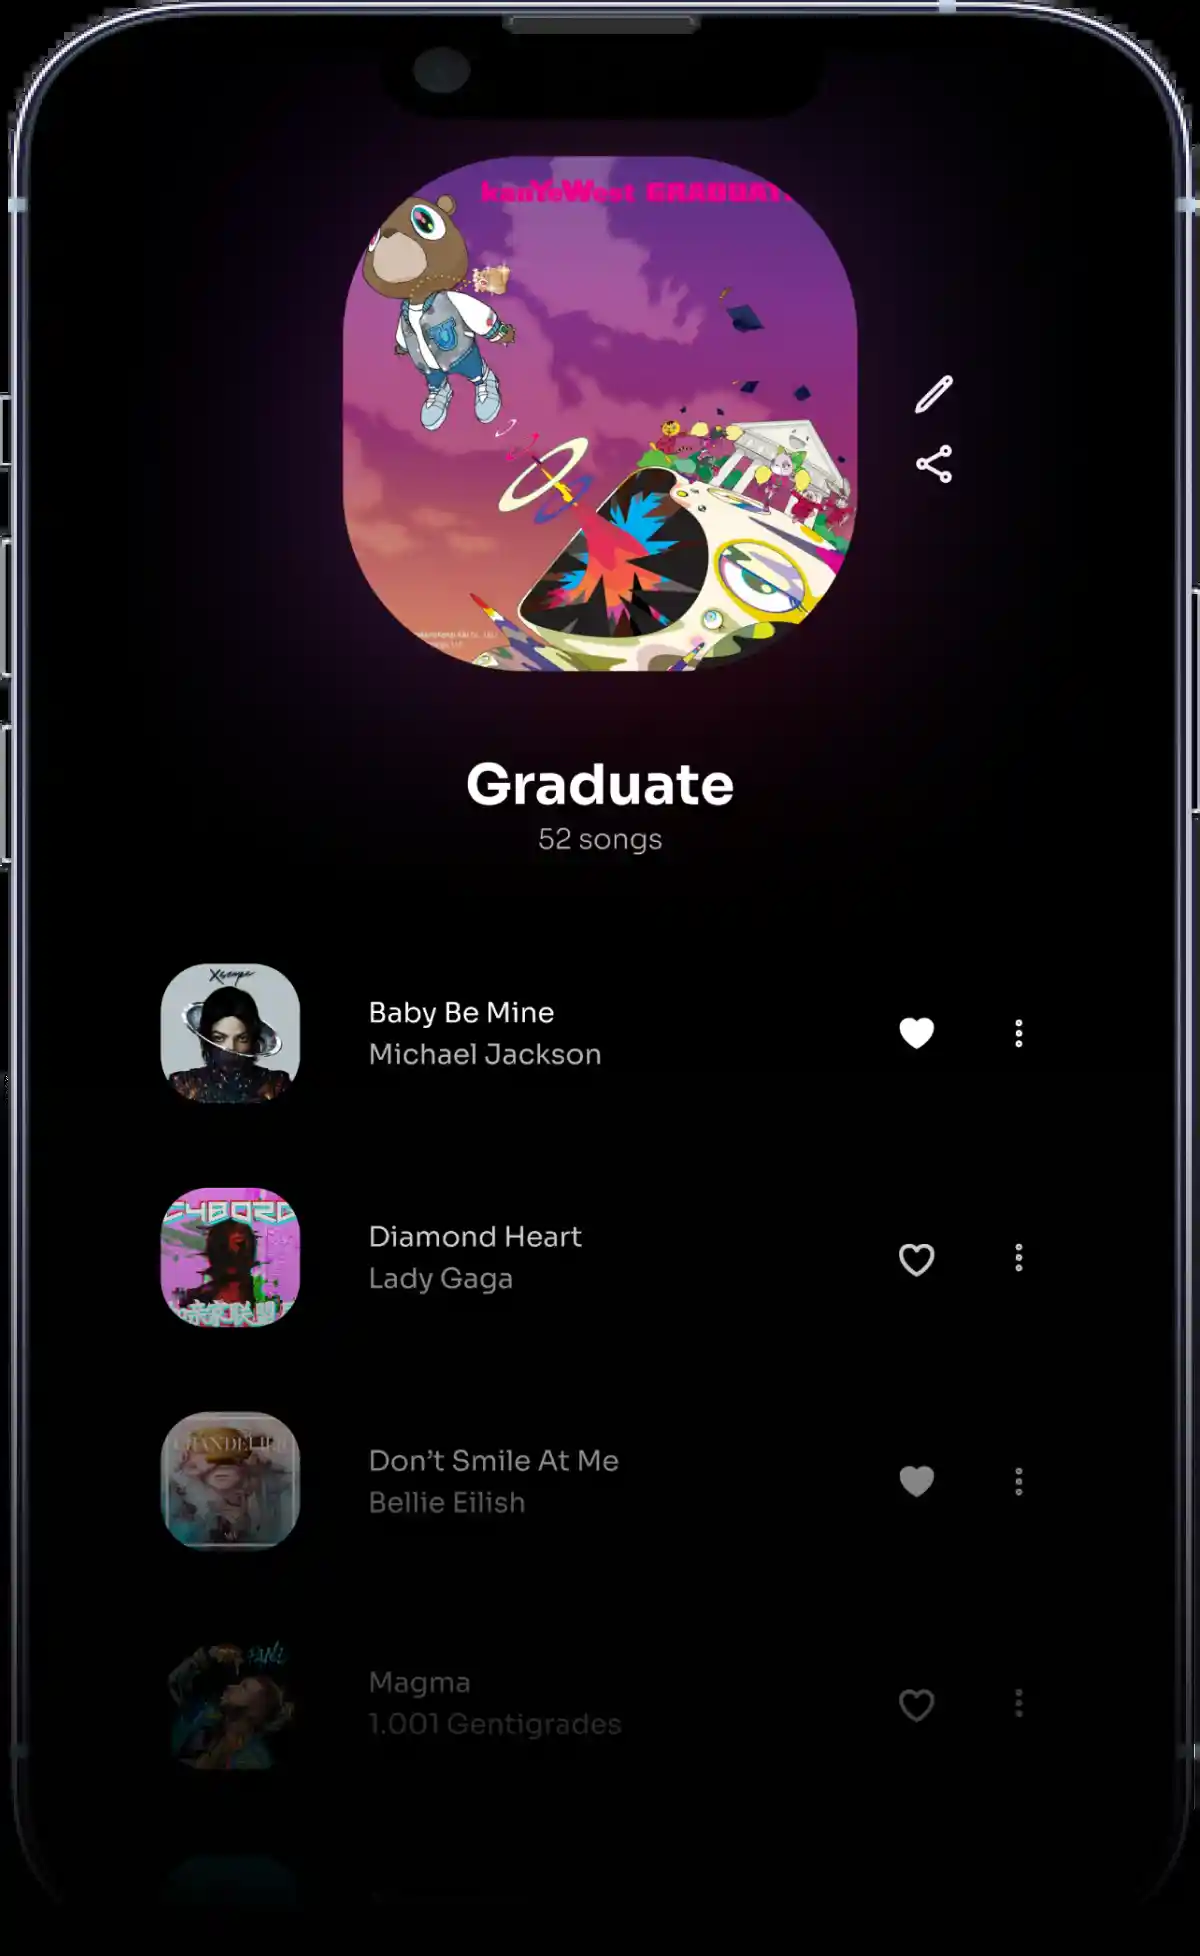 kanYeWest GRADUAT
Graduate
52 songs
Xscape
Baby Be Mine
Michael Jackson
CYBORG
Diamond Heart
Lady Gaga
CHANDELIER
Don’t Smile At Me
Bellie Eilish
Magma
1.001 Gentigrades